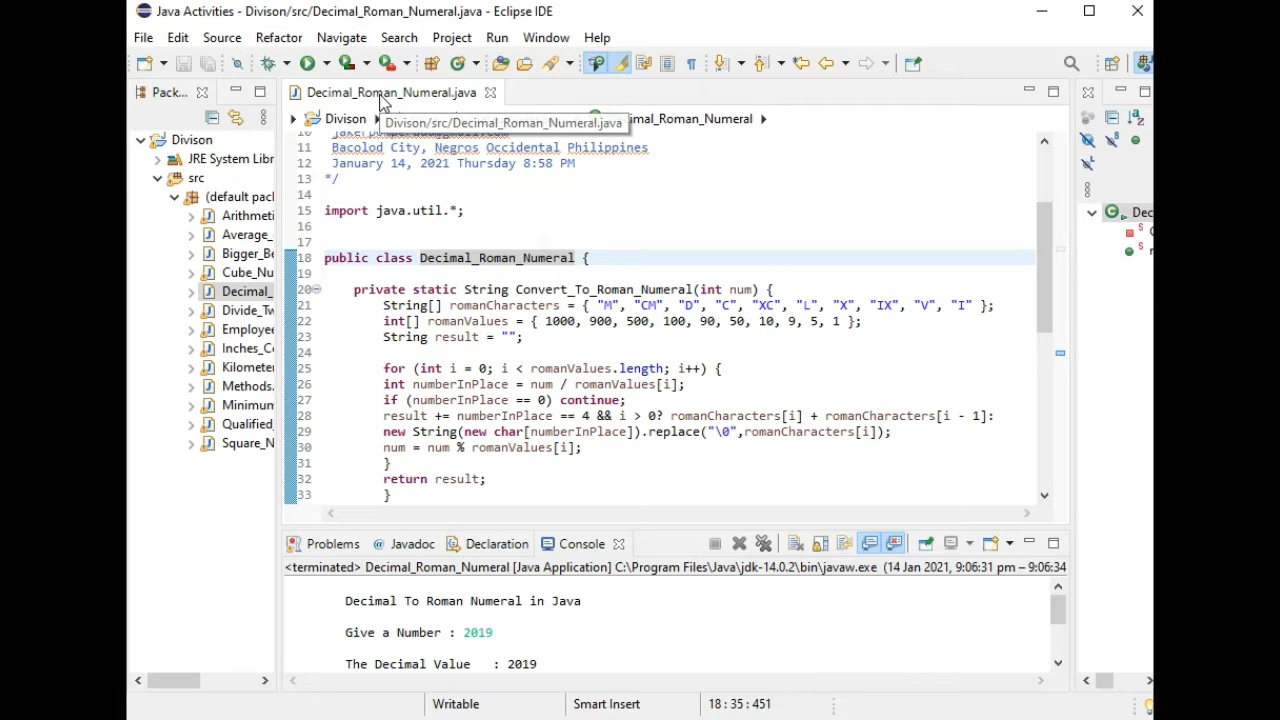 Java Activities - Divison/src/Decimal_Roman_Numeral.java - Eclipse IDE
File Edit Source Refactor Navigate Search Project Run Window Help
Pack...
Decimal_Roman_Numeral.java
Divison
Divison/src/Decimal_Roman_Numeral.java
Divison
JRE System Libr
src
(default pack
Arithmeti
Average_
Bigger_Be
Cube_Nu
Decimal_
Divide_Tw
Employee
Inches_Co
Kilometer
Methods.
Minimum
Qualified_
Square_N
11 Bacolod City, Negros Occidental Philippines
12 January 14, 2021 Thursday 8:58 PM
13 */
14
15 import java.util.*;
16
17
18 public class Decimal_Roman_Numeral {
19
20 private static String Convert_To_Roman_Numeral(int num) {
21 String[] romanCharacters = { "M", "CM", "D", "C", "XC", "L", "X", "IX", "V", "I" };
22 int[] romanValues = { 1000, 900, 500, 100, 90, 50, 10, 9, 5, 1 };
23 String result = "";
24
25 for (int i = 0; i < romanValues.length; i++) {
26 int numberInPlace = num / romanValues[i];
27 if (numberInPlace == 0) continue;
28 result += numberInPlace == 4 && i > 0? romanCharacters[i] + romanCharacters[i - 1]:
29 new String(new char[numberInPlace]).replace("\0",romanCharacters[i]);
30 num = num % romanValues[i];
31 }
32 return result;
33 }
Dec
Problems Javadoc Declaration Console
<terminated> Decimal_Roman_Numeral [Java Application] C:\Program Files\Java\jdk-14.0.2\bin\javaw.exe (14 Jan 2021, 9:06:31 pm – 9:06:34
Decimal To Roman Numeral in Java
Give a Number : 2019
The Decimal Value : 2019
Writable Smart Insert 18 : 35 : 451